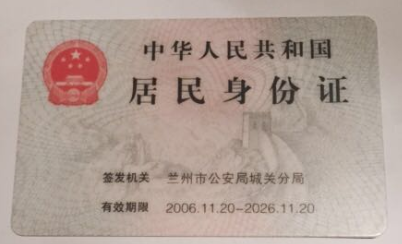 中华人民共和国
居民身份证
签发机关 兰州市公安局城关分局
有效期限 2006.11.20-2026.11.20